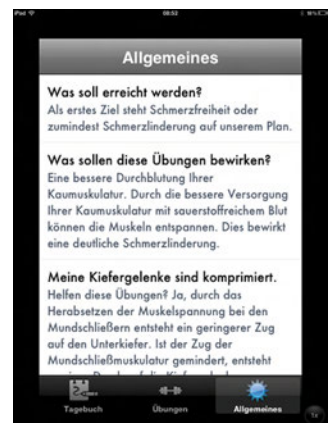 iPad
08:52
Allgemeines
Was soll erreicht werden?
Als erstes Ziel steht Schmerzfreiheit oder
zumindest Schmerzlinderung auf unserem Plan.
Was sollen diese Übungen bewirken?
Eine bessere Durchblutung Ihrer
Kaumuskulatur. Durch die bessere Versorgung
Ihrer Kaumuskulatur mit sauerstoffreichem Blut
können die Muskeln entspannen. Dies bewirkt
eine deutliche Schmerzlinderung.
Meine Kiefergelenke sind komprimiert.
Helfen diese Übungen? Ja, durch das
Herabsetzen der Muskelspannung bei den
Mundschließern entsteht ein geringerer Zug
auf den Unterkiefer. Ist der Zug der
Mundschließmuskulatur gemindert, entsteht
Tagebuch
Übungen
Allgemeines
1x